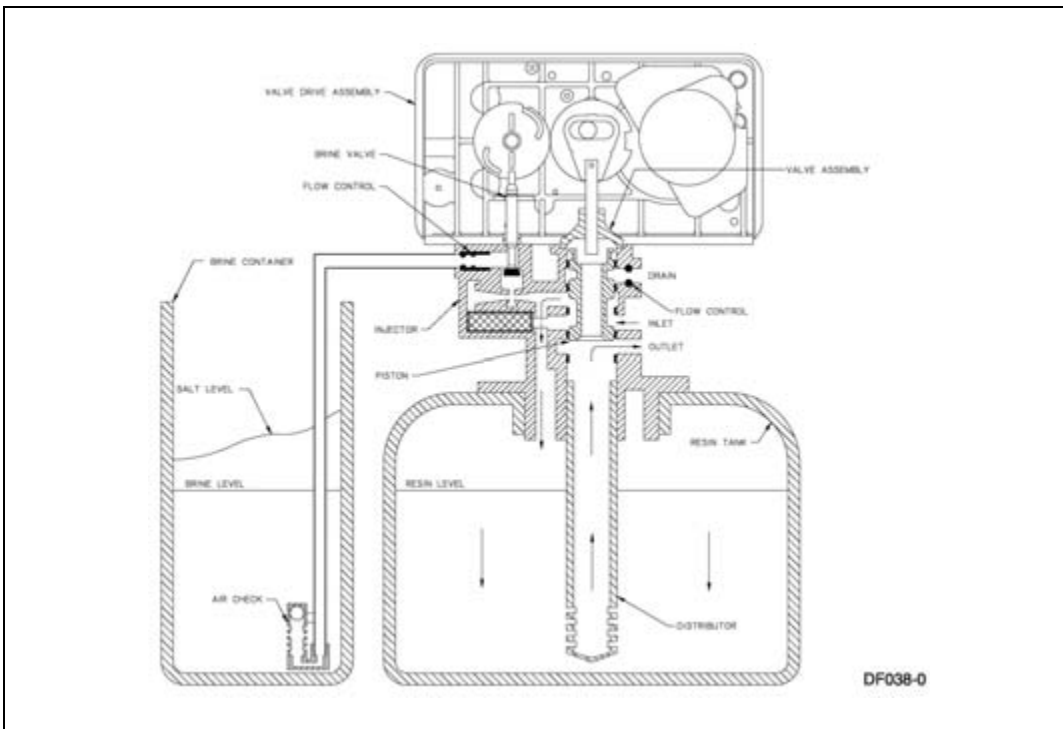 VALVE DRIVE ASSEMBLY
BRINE VALVE
FLOW CONTROL
VALVE ASSEMBLY
BRINE CONTAINER
DRAIN
FLOW CONTROL
INJECTOR
INLET
OUTLET
PISTON
SALT LEVEL
RESIN TANK
BRINE LEVEL
RESIN LEVEL
AIR CHECK
DISTRIBUTOR
DF038-0